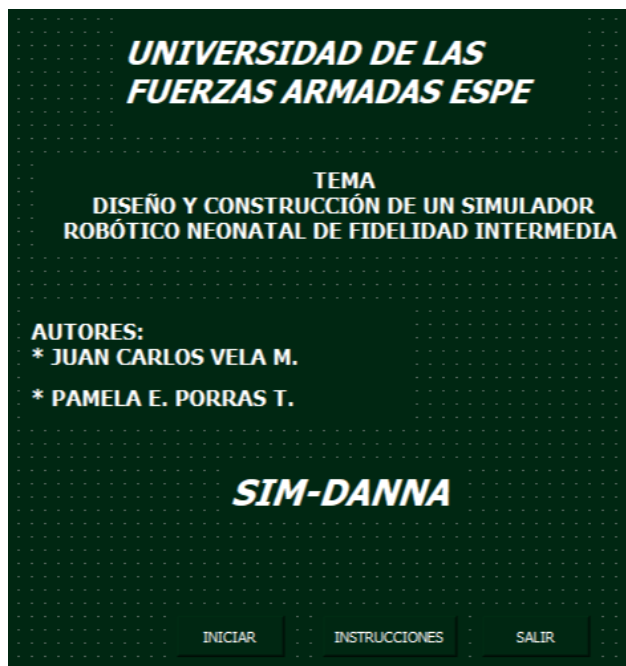 UNIVERSIDAD DE LAS
FUERZAS ARMADAS ESPE
TEMA
DISEÑO Y CONSTRUCCIÓN DE UN SIMULADOR
ROBÓTICO NEONATAL DE FIDELIDAD INTERMEDIA
AUTORES:
* JUAN CARLOS VELA M.
* PAMELA E. PORRAS T.
SIM-DANNA
INICIAR INSTRUCCIONES SALIR